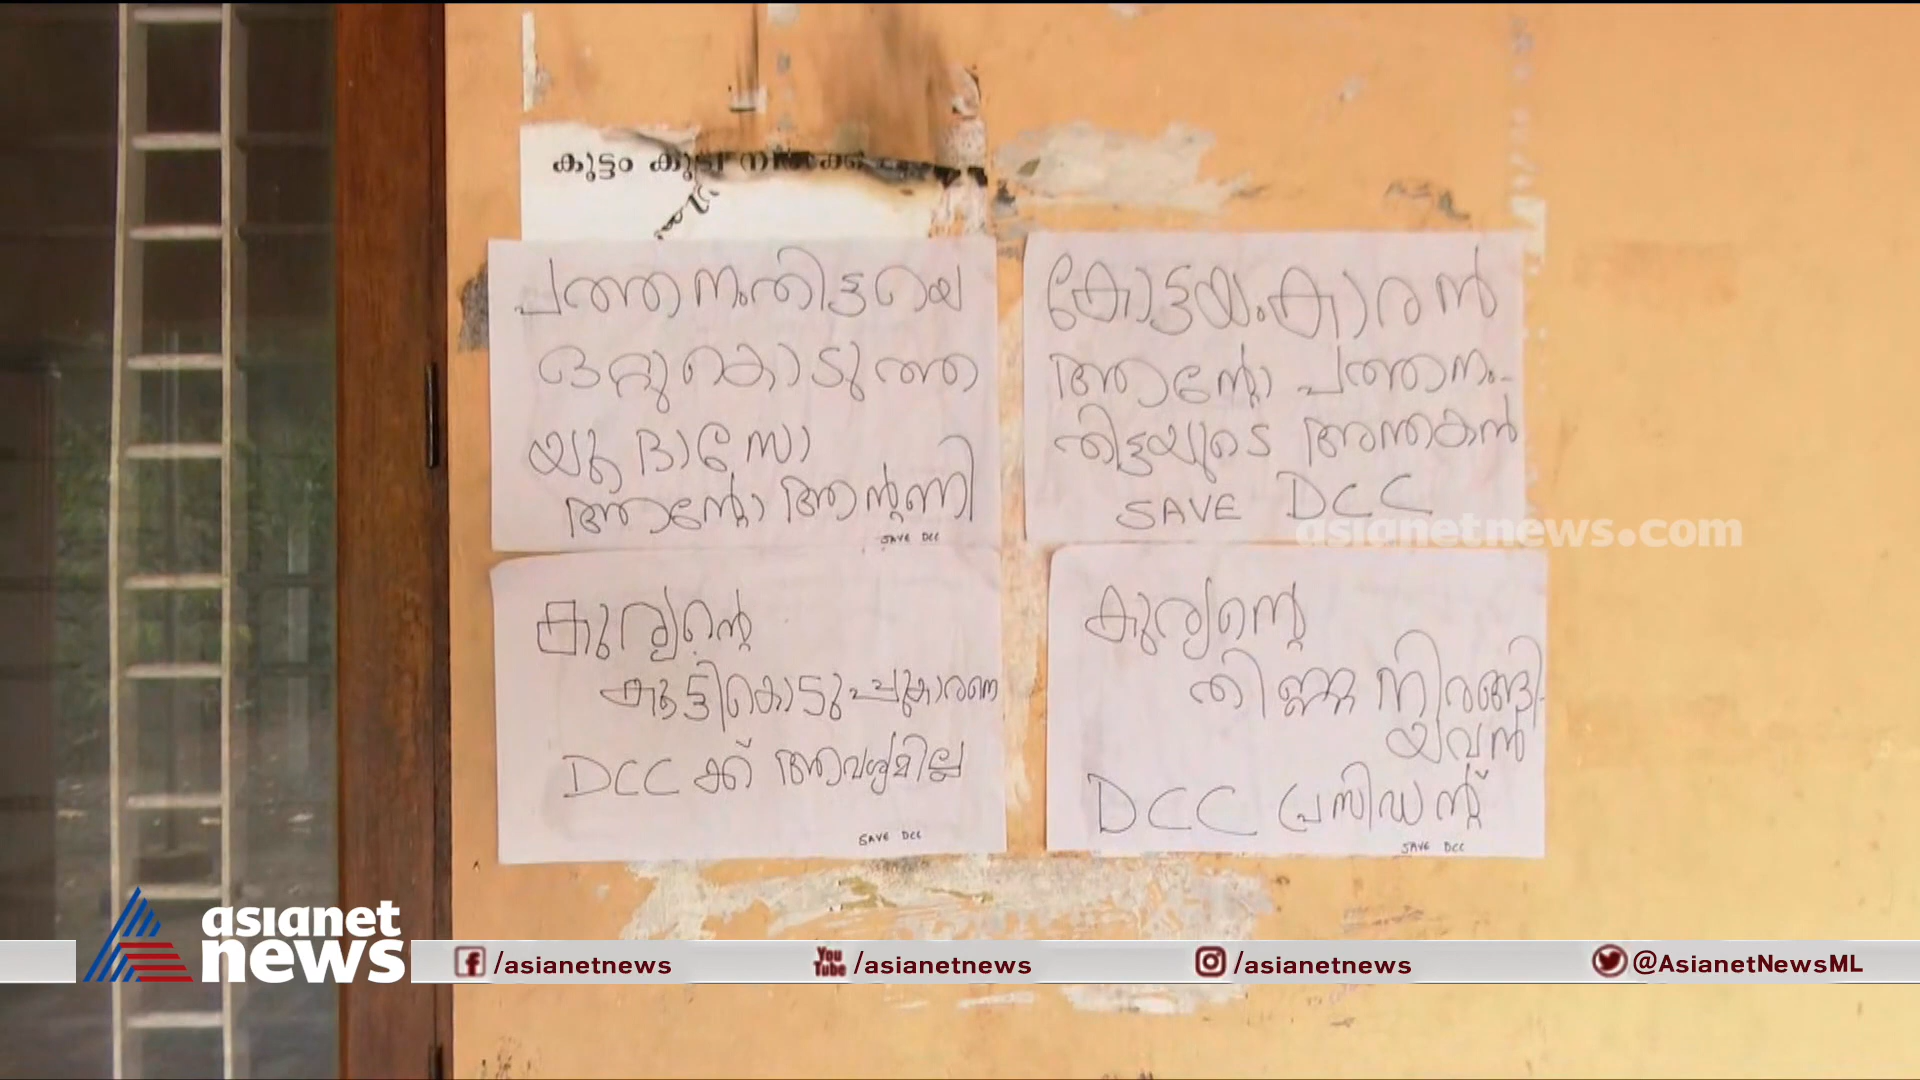 കൂട്ടം കൂടി
പത്തനംതിട്ടയെ
ഒറ്റുകൊടുത്ത
യൂദാസോ
ആന്റോ ആന്റണി
SAVE DCC
കോട്ടയംകാരൻ
ആന്റോ പത്തനം-
തിട്ടയുടെ അന്തകൻ
SAVE DCC
asianetnews.com
കുര്യന്റെ
കൂട്ടികൊടുപ്പുകാരനെ
DCC ക്ക് ആവശ്യമില്ല
SAVE DCC
കുര്യന്റെ
തിണ്ണ നിരങ്ങി-
യവൻ
DCC പ്രസിഡന്റ്
SAVE DCC
asianet
news
/asianetnews
You
Tube
/asianetnews
/asianetnews
@AsianetNewsML